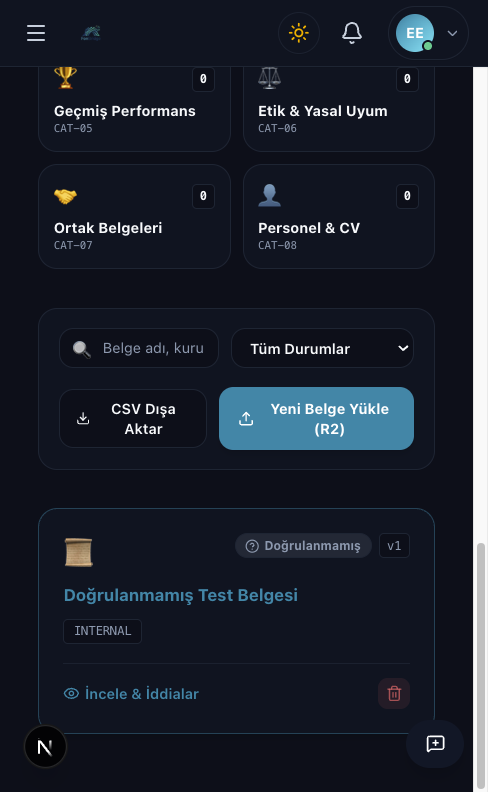 EE
0
0
Geçmiş Performans
CAT-05
Etik & Yasal Uyum
CAT-06
0
0
Ortak Belgeleri
CAT-07
Personel & CV
CAT-08
Belge adı, kuru
Tüm Durumlar
CSV Dışa
Aktar
Yeni Belge Yükle
(R2)
Doğrulanmamış
v1
Doğrulanmamış Test Belgesi
INTERNAL
İncele & İddialar
N